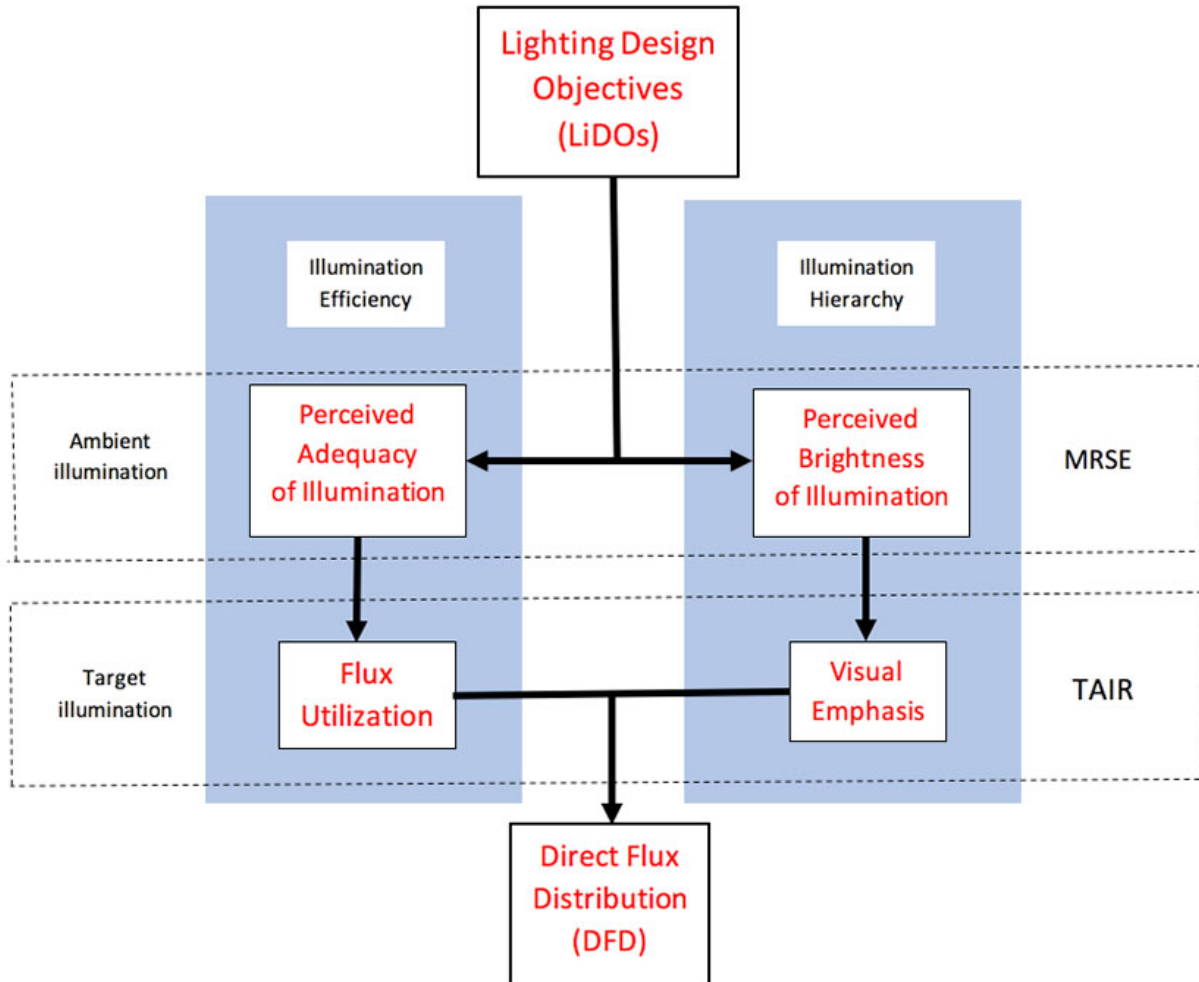 Lighting Design
Objectives
(LiDOs)
Illumination
Efficiency
Illumination
Hierarchy
Ambient
illumination
Perceived
Adequacy
of Illumination
Perceived
Brightness
of Illumination
MRSE
Target
illumination
Flux
Utilization
Visual
Emphasis
TAIR
Direct Flux
Distribution
(DFD)